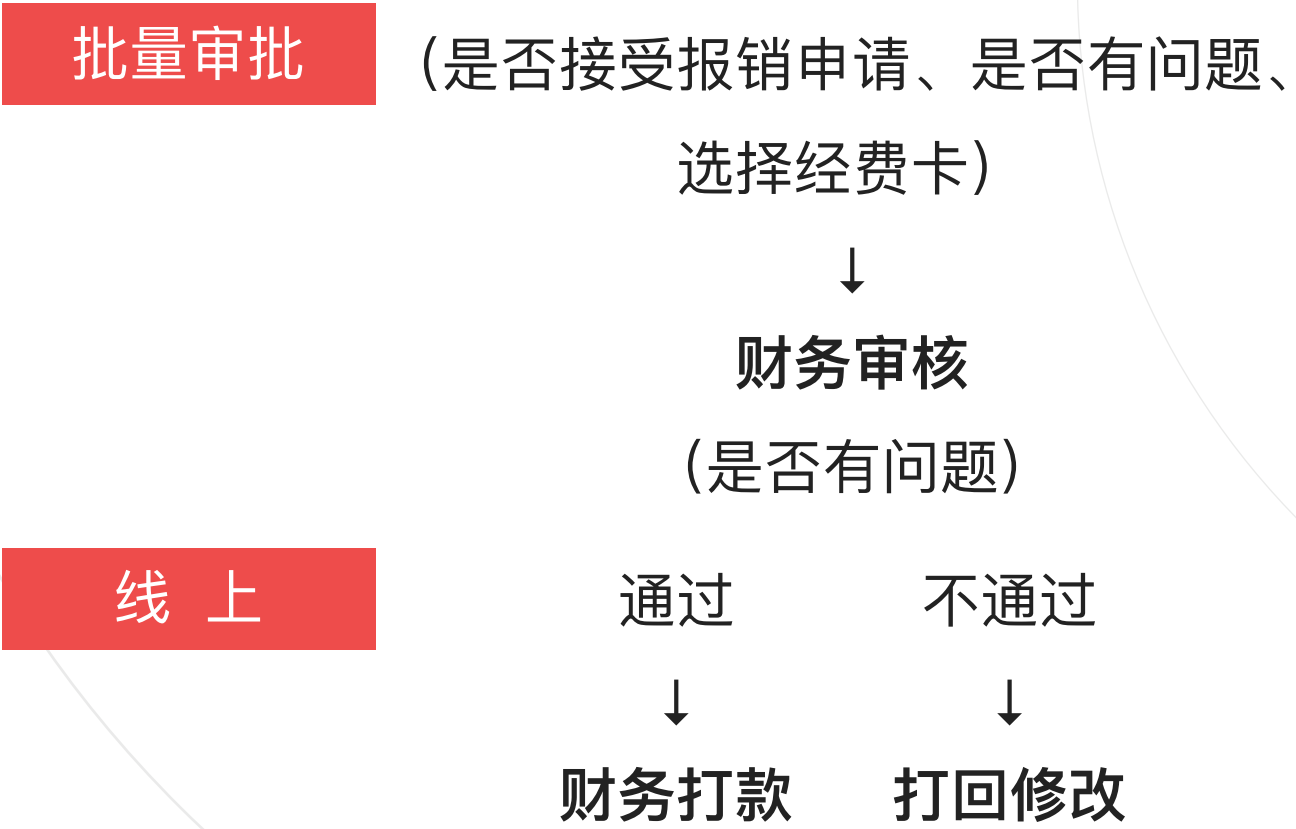 批量审批 (是否接受报销申请、是否有问题、
选择经费卡)
↓
财务审核
(是否有问题)
线 上 通过 不通过
↓ ↓
财务打款 打回修改